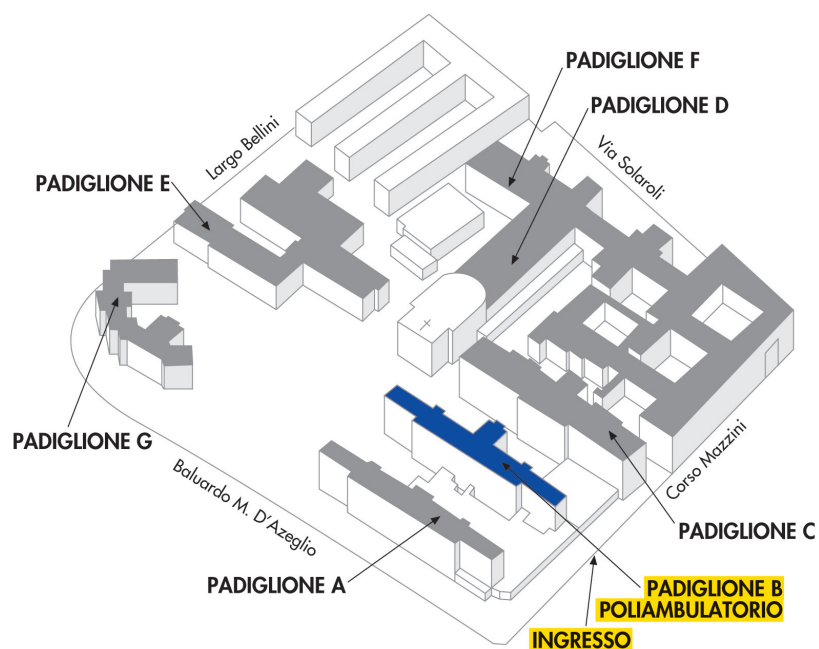 PADIGLIONE F
PADIGLIONE D
Largo Bellini
Via Solaroli
PADIGLIONE E
PADIGLIONE G
Baluardo M. D'Azeglio
Corso Mazzini
PADIGLIONE C
PADIGLIONE A
PADIGLIONE B
POLIAMBULATORIO
INGRESSO